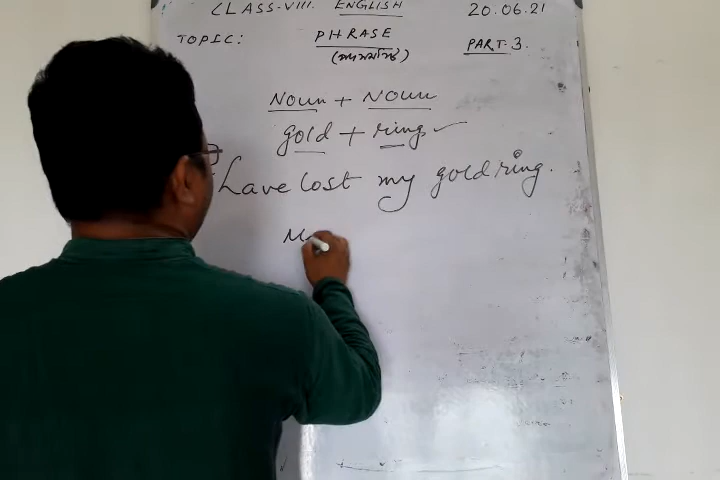 CLASS-VIII. ENGLISH 20.06.21
TOPIC: PHRASE PART-3.
Noun + Noun
gold + ring ✓
have lost my gold ring.